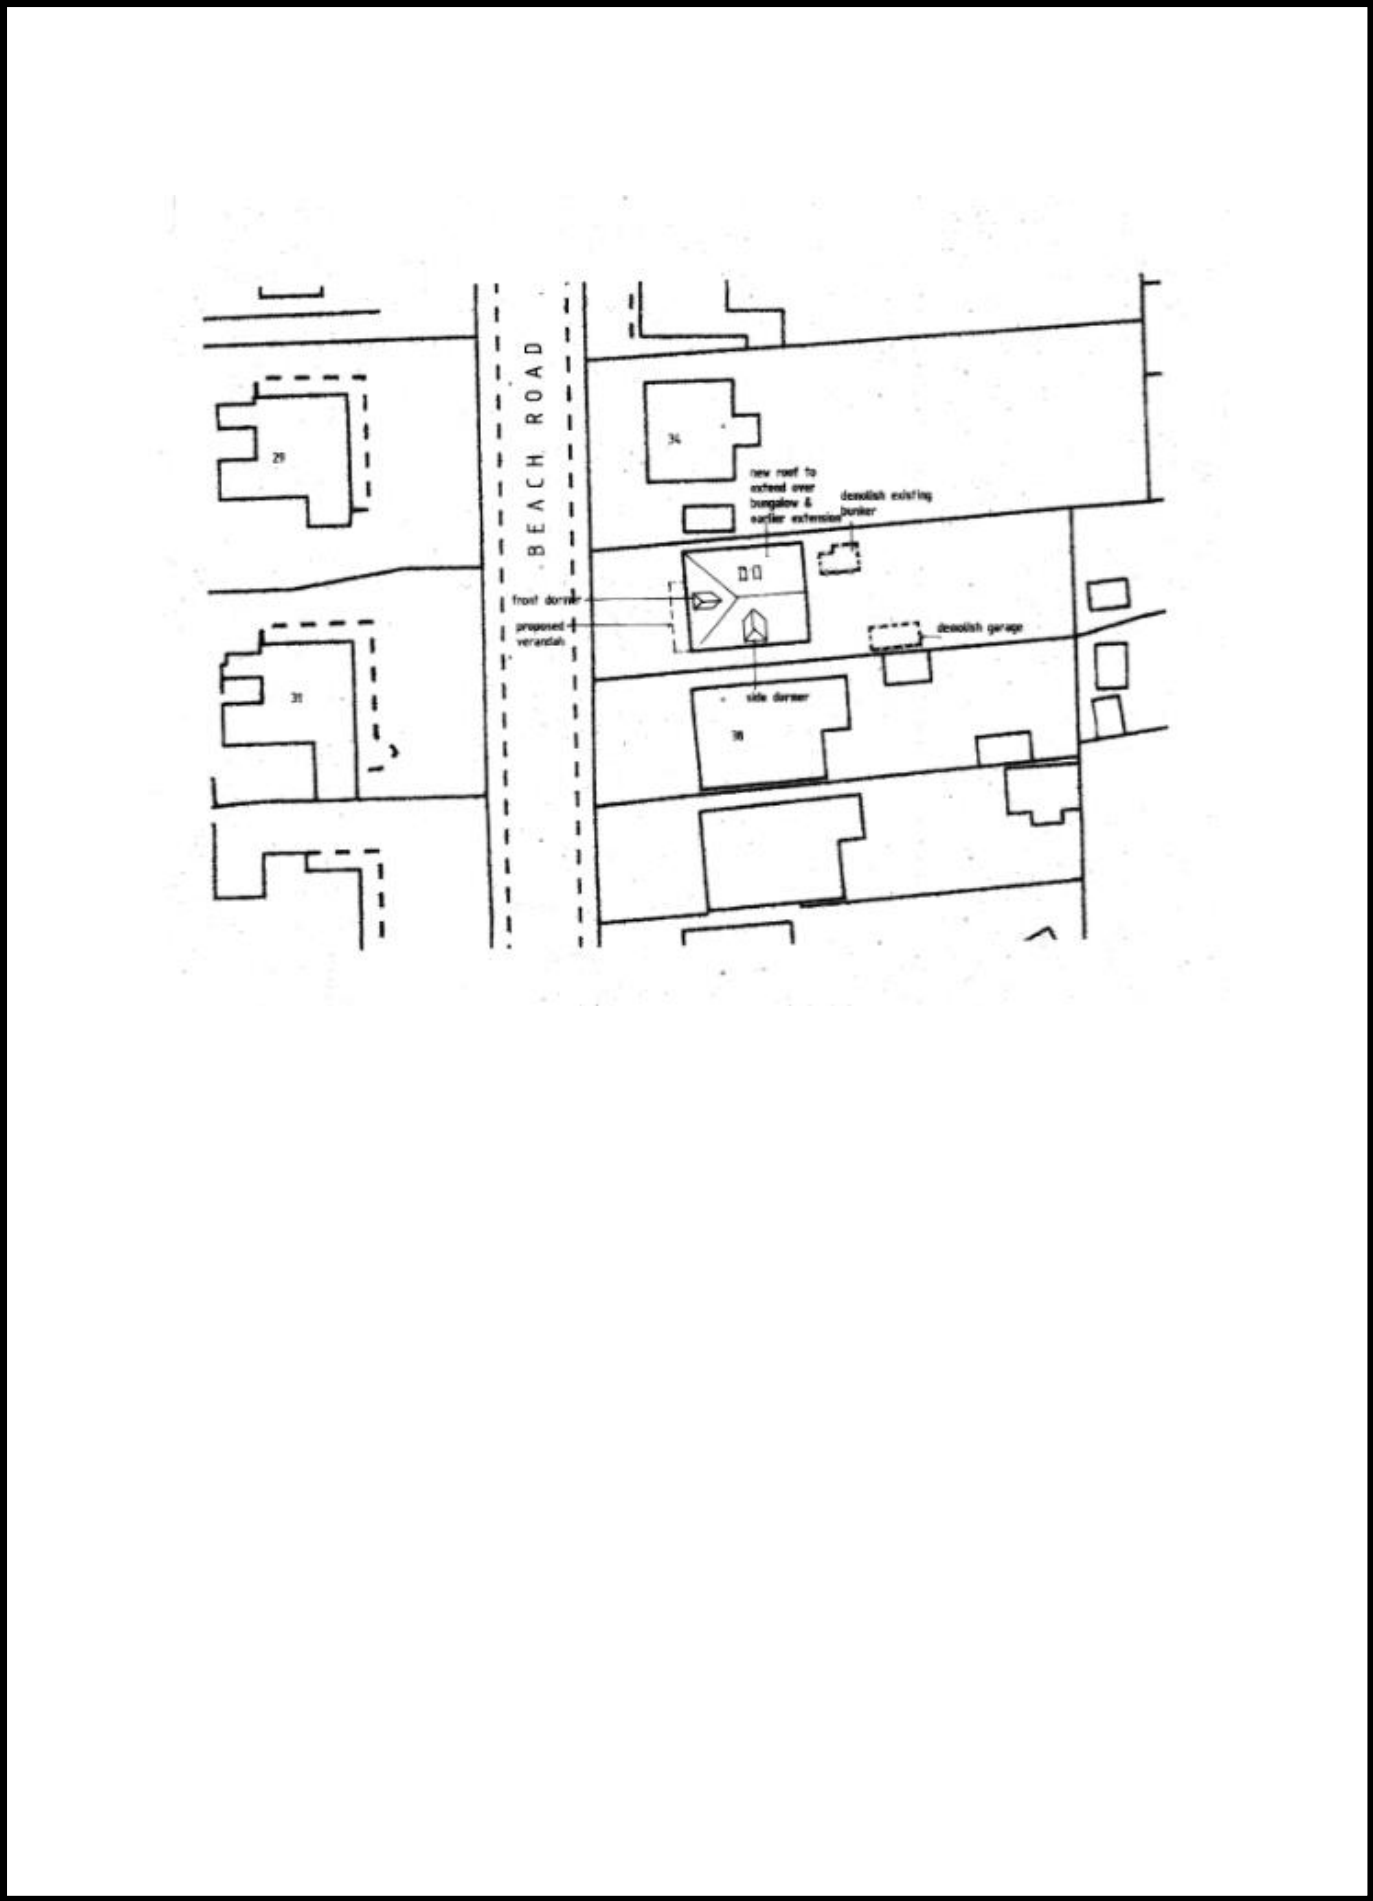 BEACH ROAD
29
34
new roof to
extend over
bungalow &
earlier extension
demolish existing
bunker
front dormer
proposed
verandah
demolish garage
31
side dormer
38